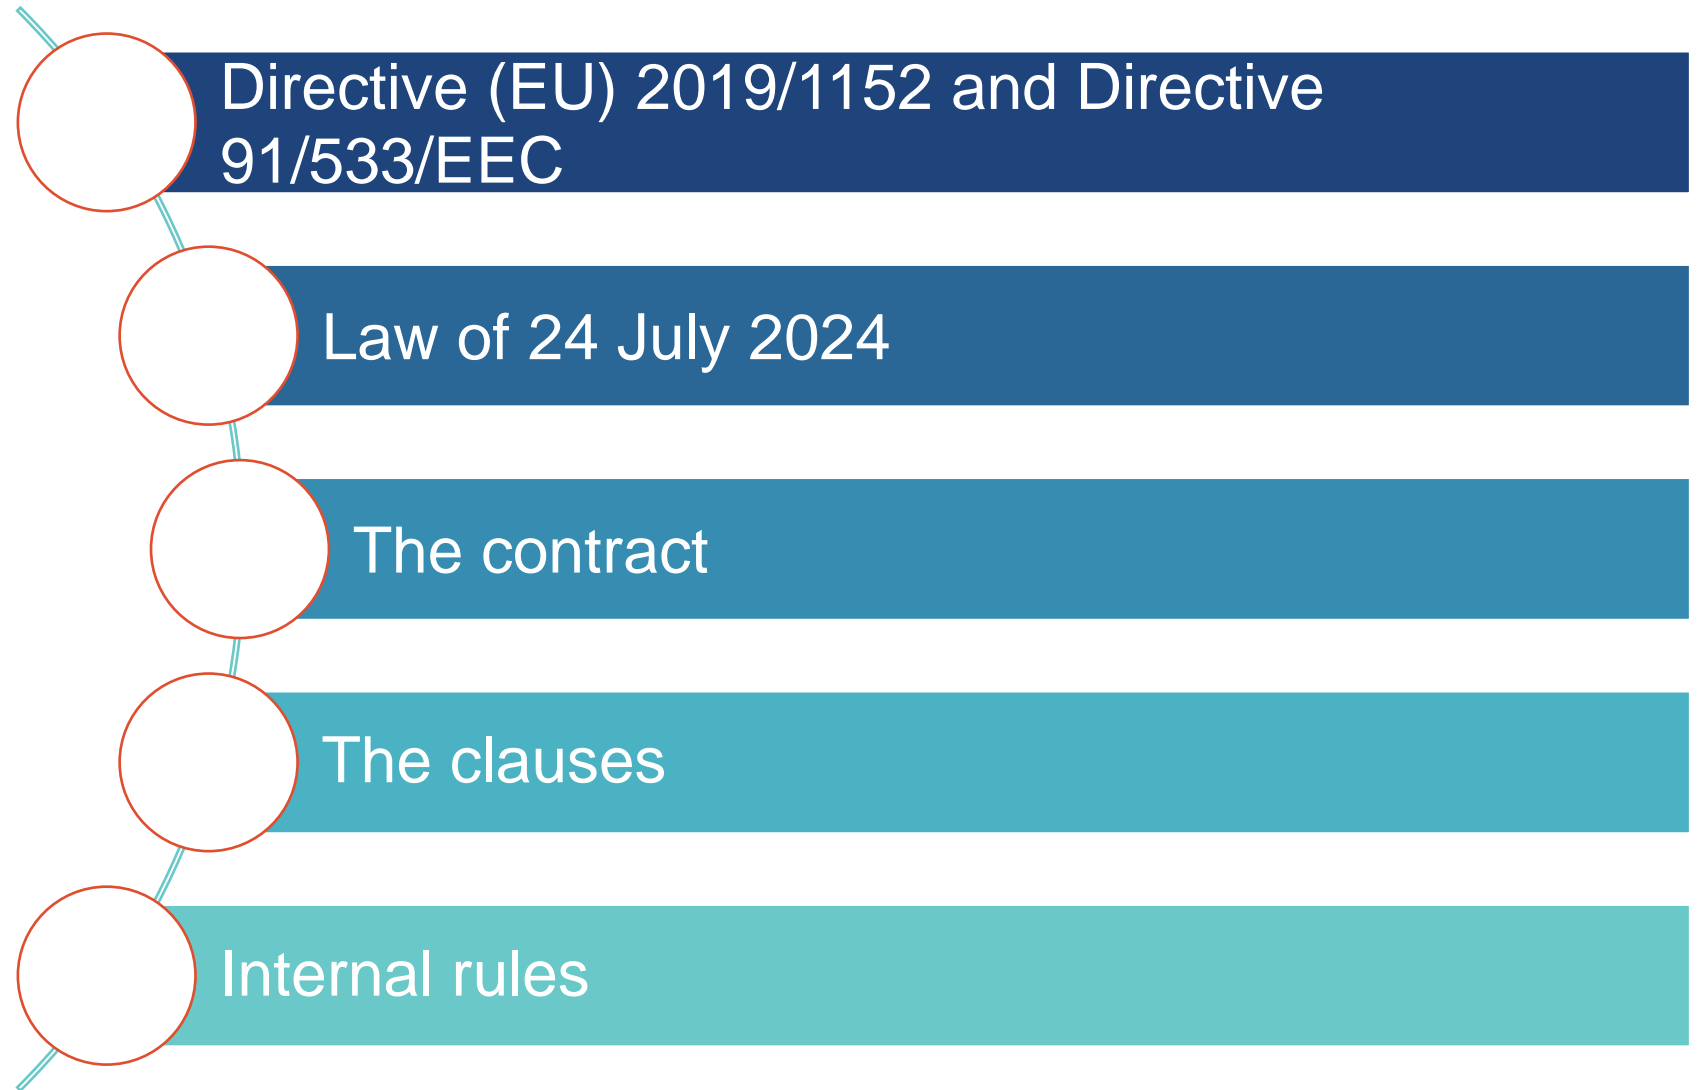 Directive (EU) 2019/1152 and Directive
91/533/EEC
Law of 24 July 2024
The contract
The clauses
Internal rules